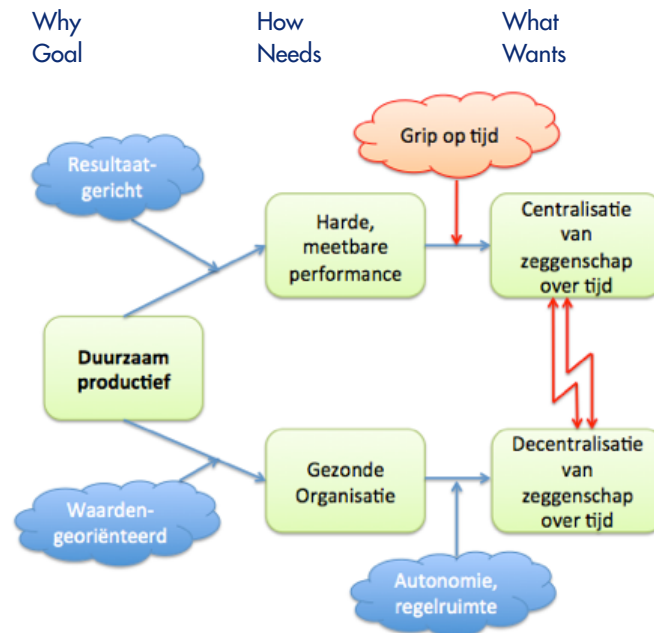 Why
Goal
How
Needs
What
Wants
Grip op tijd
Resultaat-
gericht
Harde,
meetbare
performance
Centralisatie
van
zeggenschap
over tijd
Duurzaam
productief
Gezonde
Organisatie
Decentralisatie
van
zeggenschap
over tijd
Waarden-
georiënteerd
Autonomie,
regelruimte